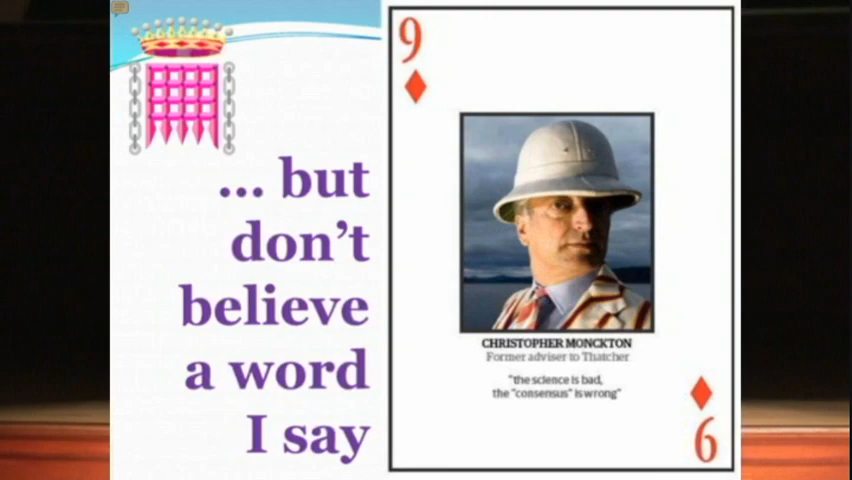 ... but
don't
believe
a word
I say
9
CHRISTOPHER MONCKTON
Former adviser to Thatcher
"the science is bad,
the "consensus" is wrong"
9